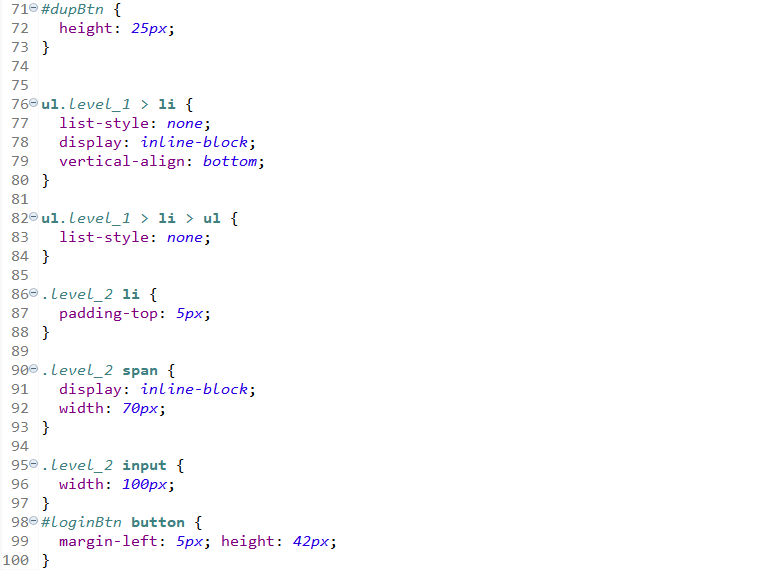 71 #dupBtn {
72   height: 25px;
73 }
74
75
76 ul.level_1 > li {
77   list-style: none;
78   display: inline-block;
79   vertical-align: bottom;
80 }
81
82 ul.level_1 > li > ul {
83   list-style: none;
84 }
85
86 .level_2 li {
87   padding-top: 5px;
88 }
89
90 .level_2 span {
91   display: inline-block;
92   width: 70px;
93 }
94
95 .level_2 input {
96   width: 100px;
97 }
98 #loginBtn button {
99   margin-left: 5px; height: 42px;
100 }